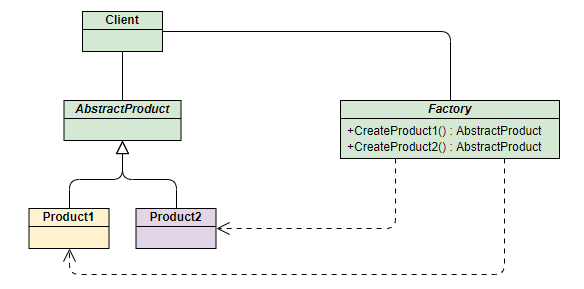 Client
AbstractProduct
Factory
+CreateProduct1() : AbstractProduct
+CreateProduct2() : AbstractProduct
Product1
Product2